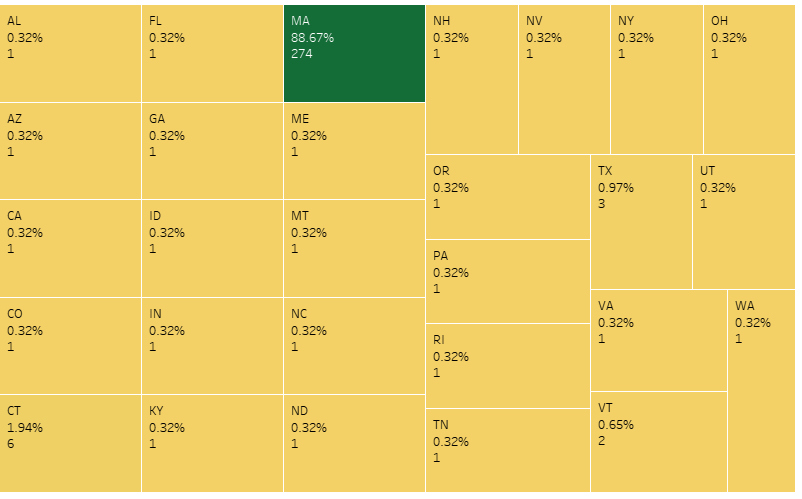 AL
0.32%
1
AZ
0.32%
1
CA
0.32%
1
CO
0.32%
1
CT
1.94%
6
FL
0.32%
1
GA
0.32%
1
ID
0.32%
1
IN
0.32%
1
KY
0.32%
1
MA
88.67%
274
ME
0.32%
1
MT
0.32%
1
NC
0.32%
1
ND
0.32%
1
NH
0.32%
1
NV
0.32%
1
NY
0.32%
1
OH
0.32%
1
OR
0.32%
1
PA
0.32%
1
RI
0.32%
1
TN
0.32%
1
TX
0.97%
3
UT
0.32%
1
VA
0.32%
1
VT
0.65%
2
WA
0.32%
1